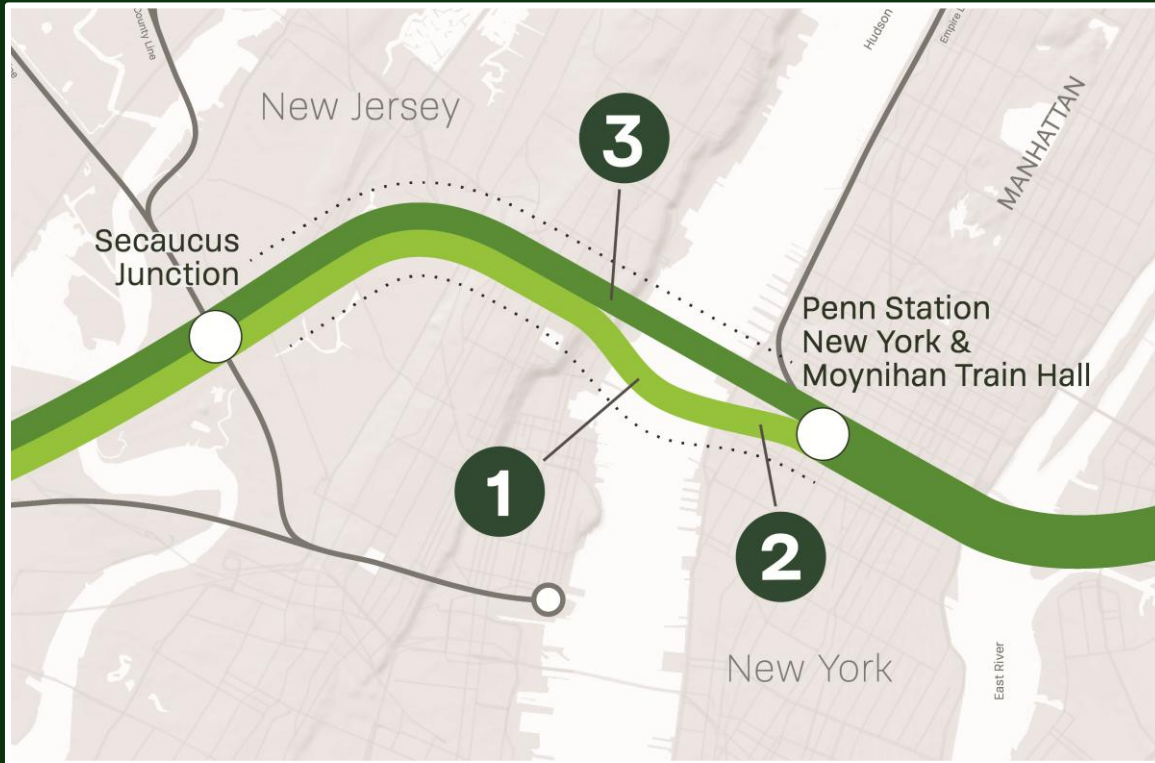 County Line
Hudson
Empire L
New Jersey
3
MANHATTAN
Secaucus
Junction
Penn Station
New York &
Moynihan Train Hall
1
2
New York
East River